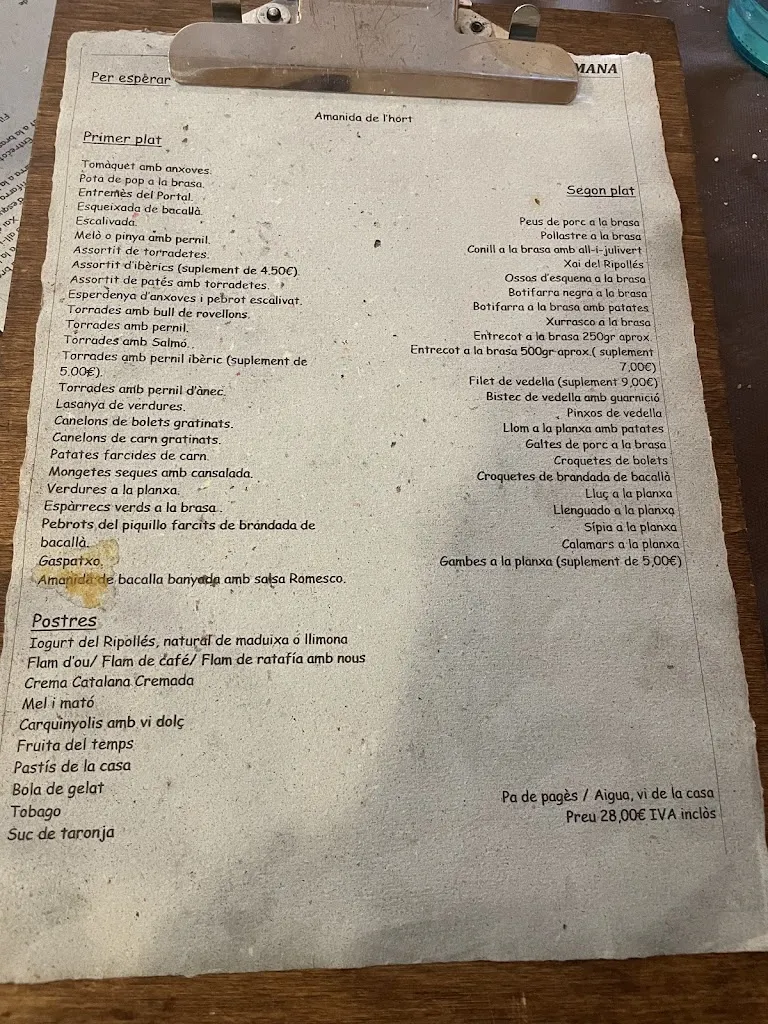 Per esperar
MANA
Amanida de l'hort
Primer plat
Tomàquet amb anxoves.
Pota de pop a la brasa.
Entremès del Portal.
Esqueixada de bacallà.
Escalivada.
Meló o pinya amb pernil.
Assortit de torradetes.
Assortit d'ibèrics (suplement de 4.50€).
Assortit de patés amb torradetes.
Esperdenya d'anxoves i pebrot escalivat.
Torrades amb bull de rovellons.
Torrades amb pernil.
Torrades amb Salmó.
Torrades amb pernil ibèric (suplement de
5,00€).
Torrades amb pernil d'ànec.
Lasanya de verdures.
Canelons de bolets gratinats.
Canelons de carn gratinats.
Patates farcides de carn.
Mongetes seques amb cansalada.
Verdures a la planxa.
Espàrrecs verds a la brasa.
Pebrots del piquillo farcits de brandada de
bacallà.
Gaspatxo.
Amanida de bacalla banyada amb salsa Romesco.
Segon plat
Peus de porc a la brasa
Pollastre a la brasa
Conill a la brasa amb all-i-julivert
Xai del Ripollés
Ossas d'esquena a la brasa
Botifarra negra a la brasa
Botifarra a la brasa amb patates
Xurrasco a la brasa
Entrecot a la brasa 250gr aprox.
Entrecot a la brasa 500gr aprox.( suplement
7,00€)
Filet de vedella (suplement 9,00€)
Bistec de vedella amb guarnició
Pinxos de vedella
Llom a la planxa amb patates
Galtes de porc a la brasa
Croquetes de bolets
Croquetes de brandada de bacallà
Lluç a la planxa
Llenguado a la planxa
Sípia a la planxa
Calamars a la planxa
Gambes a la planxa (suplement de 5,00€)
Postres
Iogurt del Ripollés, natural de maduixa o llimona
Flam d'ou/ Flam de café/ Flam de ratafía amb nous
Crema Catalana Cremada
Mel i mató
Carquinyolis amb vi dolç
Fruita del temps
Pastís de la casa
Bola de gelat
Tobago
Suc de taronja
Pa de pagès / Aigua, vi de la casa
Preu 28,00€ IVA inclòs